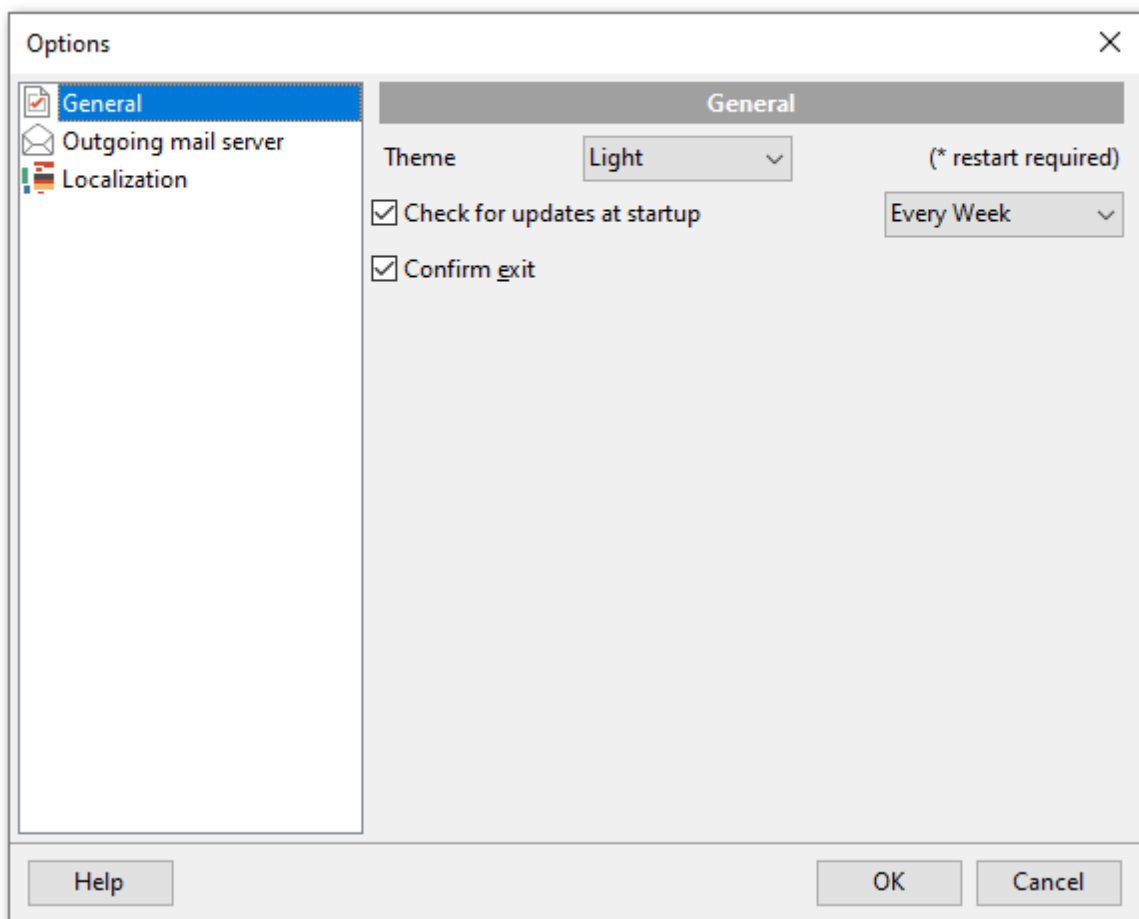 Options
General
Outgoing mail server
Localization
General
Theme Light (* restart required)
Check for updates at startup Every Week
Confirm exit
Help OK Cancel